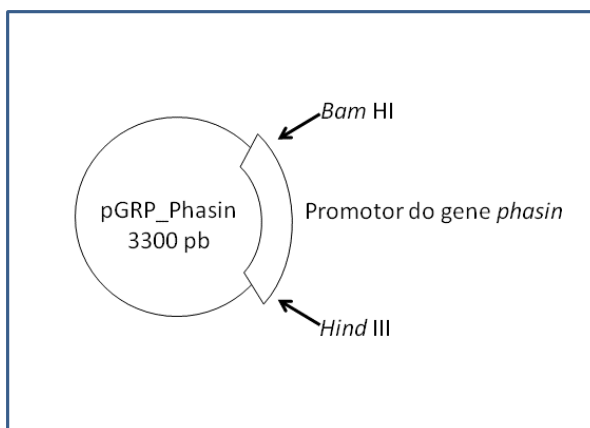 Bam HI
pGRP_Phasin
3300 pb
Promotor do gene phasin
Hind III